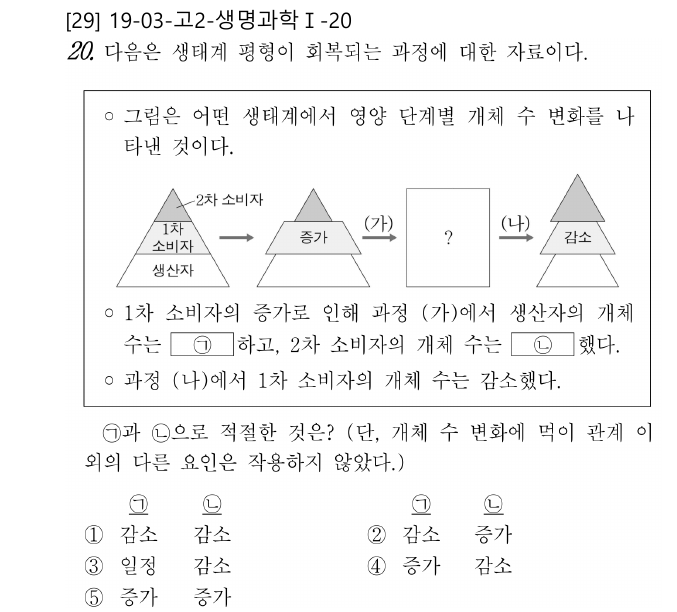 [29] 19-03-고2-생명과학Ⅰ-20
20. 다음은 생태계 평형이 회복되는 과정에 대한 자료이다.
○ 그림은 어떤 생태계에서 영양 단계별 개체 수 변화를 나
타낸 것이다.
2차 소비자
1차
소비자
생산자
증가
(가)
?
(나)
감소
○ 1차 소비자의 증가로 인해 과정 (가)에서 생산자의 개체
수는 ㉠ 하고, 2차 소비자의 개체 수는 ㉡ 했다.
○ 과정 (나)에서 1차 소비자의 개체 수는 감소했다.
㉠과 ㉡으로 적절한 것은? (단, 개체 수 변화에 먹이 관계 이
외의 다른 요인은 작용하지 않았다.)
㉠ ㉡ ㉠ ㉡
① 감소 감소 ② 감소 증가
③ 일정 감소 ④ 증가 감소
⑤ 증가 증가